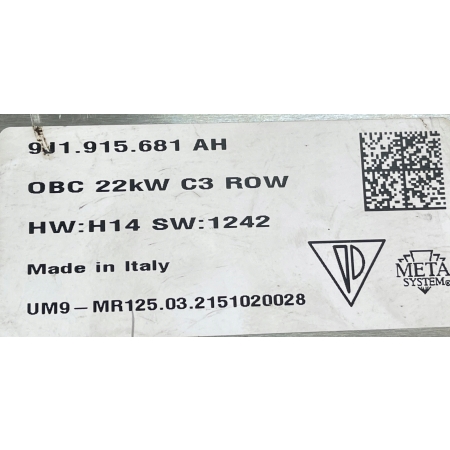 9J1.915.681 AH
OBC 22kW C3 ROW
HW:H14 SW:1242
Made in Italy
UM9-MR125.03.2151020028
META
SYSTEM®